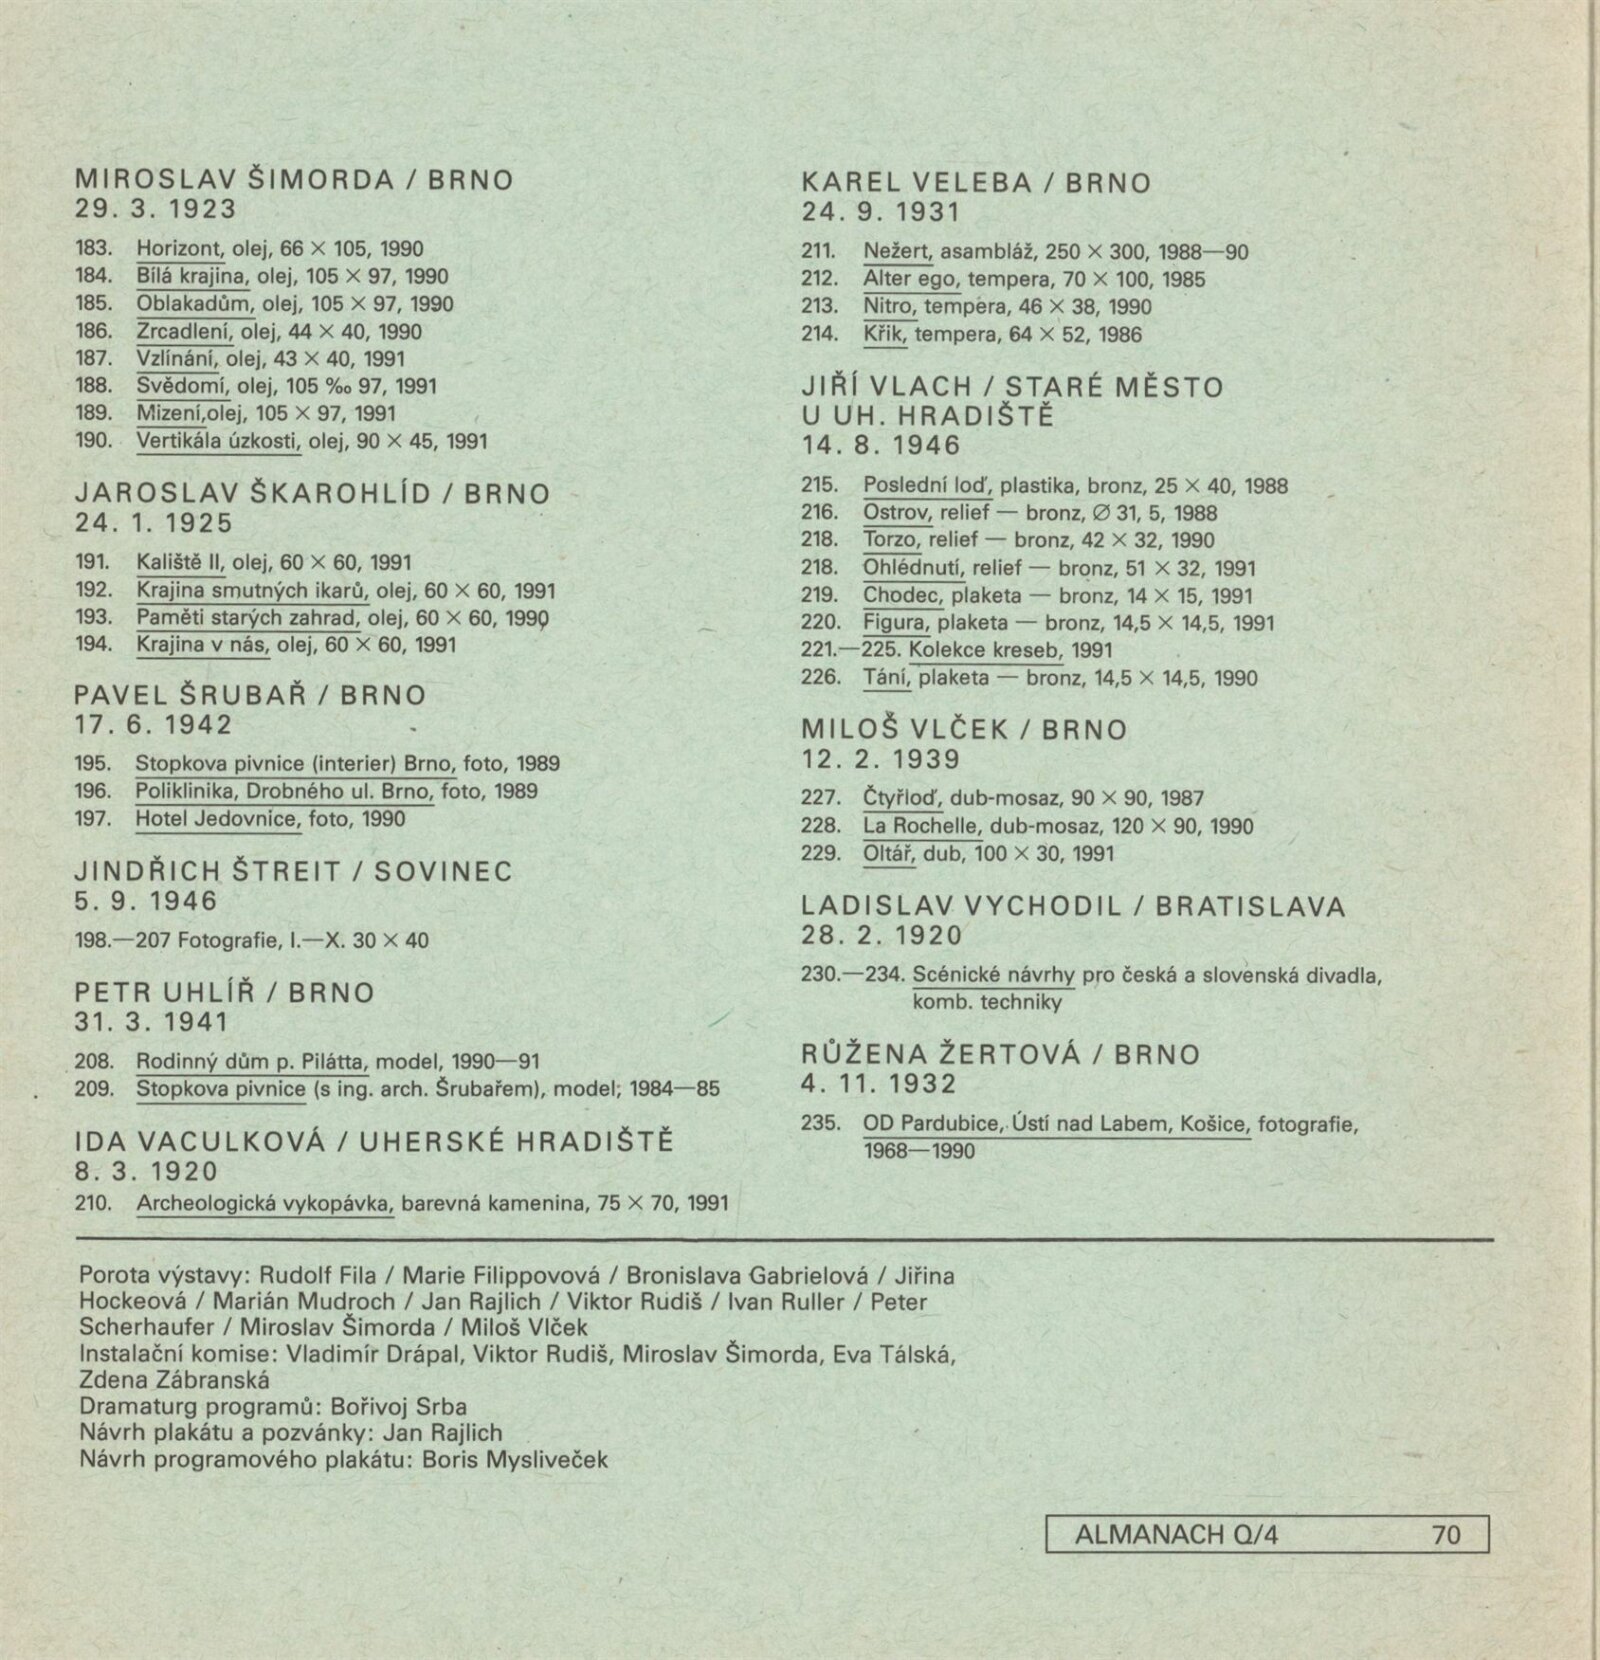 MIROSLAV ŠIMORDA / BRNO
29. 3. 1923
183. Horizont, olej, 66 × 105, 1990
184. Bílá krajina, olej, 105 × 97, 1990
185. Oblakadům, olej, 105 × 97, 1990
186. Zrcadlení, olej, 44 × 40, 1990
187. Vzlínání, olej, 43 × 40, 1991
188. Svědomí, olej, 105 ‰ 97, 1991
189. Mizení,olej, 105 × 97, 1991
190. Vertikála úzkosti, olej, 90 × 45, 1991
JAROSLAV ŠKAROHLÍD / BRNO
24. 1. 1925
191. Kaliště II, olej, 60 × 60, 1991
192. Krajina smutných ikarů, olej, 60 × 60, 1991
193. Paměti starých zahrad, olej, 60 × 60, 1990
194. Krajina v nás, olej, 60 × 60, 1991
PAVEL ŠRUBAŘ / BRNO
17. 6. 1942
195. Stopkova pivnice (interier) Brno, foto, 1989
196. Poliklinika, Drobného ul. Brno, foto, 1989
197. Hotel Jedovnice, foto, 1990
JINDŘICH ŠTREIT / SOVINEC
5. 9. 1946
198.—207 Fotografie, I.—X. 30 × 40
PETR UHLÍŘ / BRNO
31. 3. 1941
208. Rodinný dům p. Pilátta, model, 1990—91
209. Stopkova pivnice (s ing. arch. Šrubařem), model, 1984—85
IDA VACULKOVÁ / UHERSKÉ HRADIŠTĚ
8. 3. 1920
210. Archeologická vykopávka, barevná kamenina, 75 × 70, 1991
KAREL VELEBA / BRNO
24. 9. 1931
211. Nežert, asambláž, 250 × 300, 1988—90
212. Alter ego, tempera, 70 × 100, 1985
213. Nitro, tempera, 46 × 38, 1990
214. Křik, tempera, 64 × 52, 1986
JIŘÍ VLACH / STARÉ MĚSTO
U UH. HRADIŠTĚ
14. 8. 1946
215. Poslední loď, plastika, bronz, 25 × 40, 1988
216. Ostrov, relief — bronz, ∅ 31, 5, 1988
218. Torzo, relief — bronz, 42 × 32, 1990
218. Ohlédnutí, relief — bronz, 51 × 32, 1991
219. Chodec, plaketa — bronz, 14 × 15, 1991
220. Figura, plaketa — bronz, 14,5 × 14,5, 1991
221.—225. Kolekce kreseb, 1991
226. Tání, plaketa — bronz, 14,5 × 14,5, 1990
MILOŠ VLČEK / BRNO
12. 2. 1939
227. Čtyřloď, dub-mosaz, 90 × 90, 1987
228. La Rochelle, dub-mosaz, 120 × 90, 1990
229. Oltář, dub, 100 × 30, 1991
LADISLAV VYCHODIL / BRATISLAVA
28. 2. 1920
230.—234. Scénické návrhy pro česká a slovenská divadla,
komb. techniky
RŮŽENA ŽERTOVÁ / BRNO
4. 11. 1932
235. OD Pardubice, Ústí nad Labem, Košice, fotografie,
1968—1990
Porota výstavy: Rudolf Fila / Marie Filippovová / Bronislava Gabrielová / Jiřina
Hockeová / Marián Mudroch / Jan Rajlich / Viktor Rudiš / Ivan Ruller / Peter
Scherhaufer / Miroslav Šimorda / Miloš Vlček
Instalační komise: Vladimír Drápal, Viktor Rudiš, Miroslav Šimorda, Eva Tálská,
Zdena Zábranská
Dramaturg programů: Bořivoj Srba
Návrh plakátu a pozvánky: Jan Rajlich
Návrh programového plakátu: Boris Mysliveček
ALMANACH Q/4 70